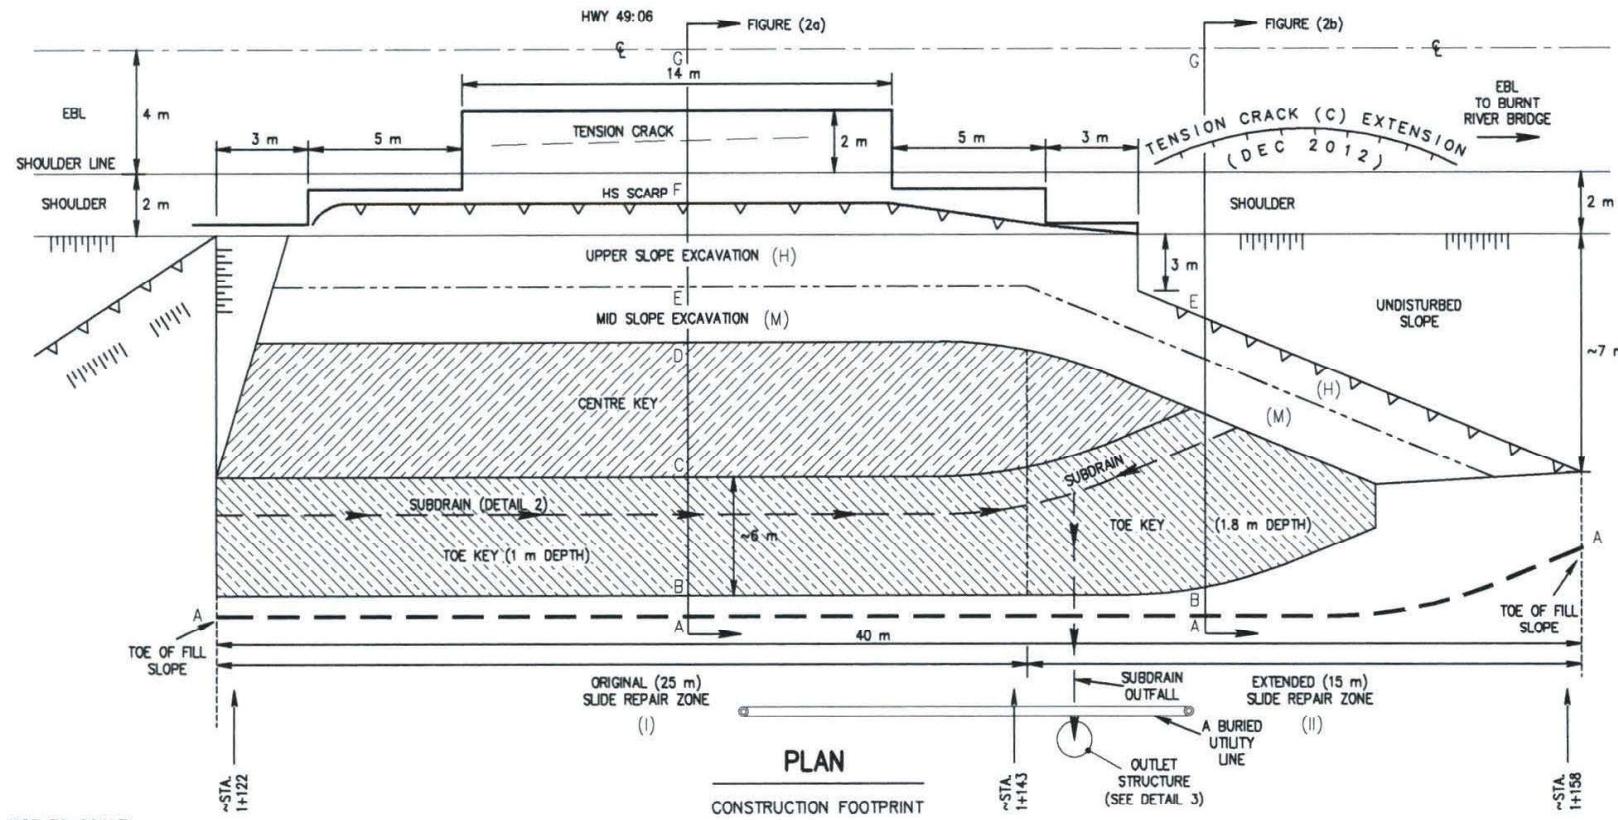 HWY 49:06
FIGURE (2a)
FIGURE (2b)
℄
℄
G
G
14 m
EBL
4 m
TENSION CRACK
2 m
3 m
5 m
5 m
3 m
TENSION CRACK (C) EXTENSION
(DEC 2012)
EBL
TO BURNT
RIVER BRIDGE
SHOULDER LINE
SHOULDER
2 m
HS SCARP
F
SHOULDER
2 m
UPPER SLOPE EXCAVATION (H)
3 m
E
E
UNDISTURBED
SLOPE
MID SLOPE EXCAVATION (M)
~7 m
D
CENTRE KEY
(H)
(M)
C
SUBDRAIN
SUBDRAIN (DETAIL 2)
~6 m
TOE KEY
(1.8 m DEPTH)
TOE KEY (1 m DEPTH)
A
B
B
A
A
A
TOE OF FILL
SLOPE
TOE OF FILL
SLOPE
40 m
ORIGINAL (25 m)
SLIDE REPAIR ZONE
(I)
SUBDRAIN
OUTFALL
EXTENDED (15 m)
SLIDE REPAIR ZONE
(II)
A BURIED
UTILITY
LINE
PLAN
CONSTRUCTION FOOTPRINT
OUTLET
STRUCTURE
(SEE DETAIL 3)
~STA.
1+122
~STA.
1+143
~STA.
1+158